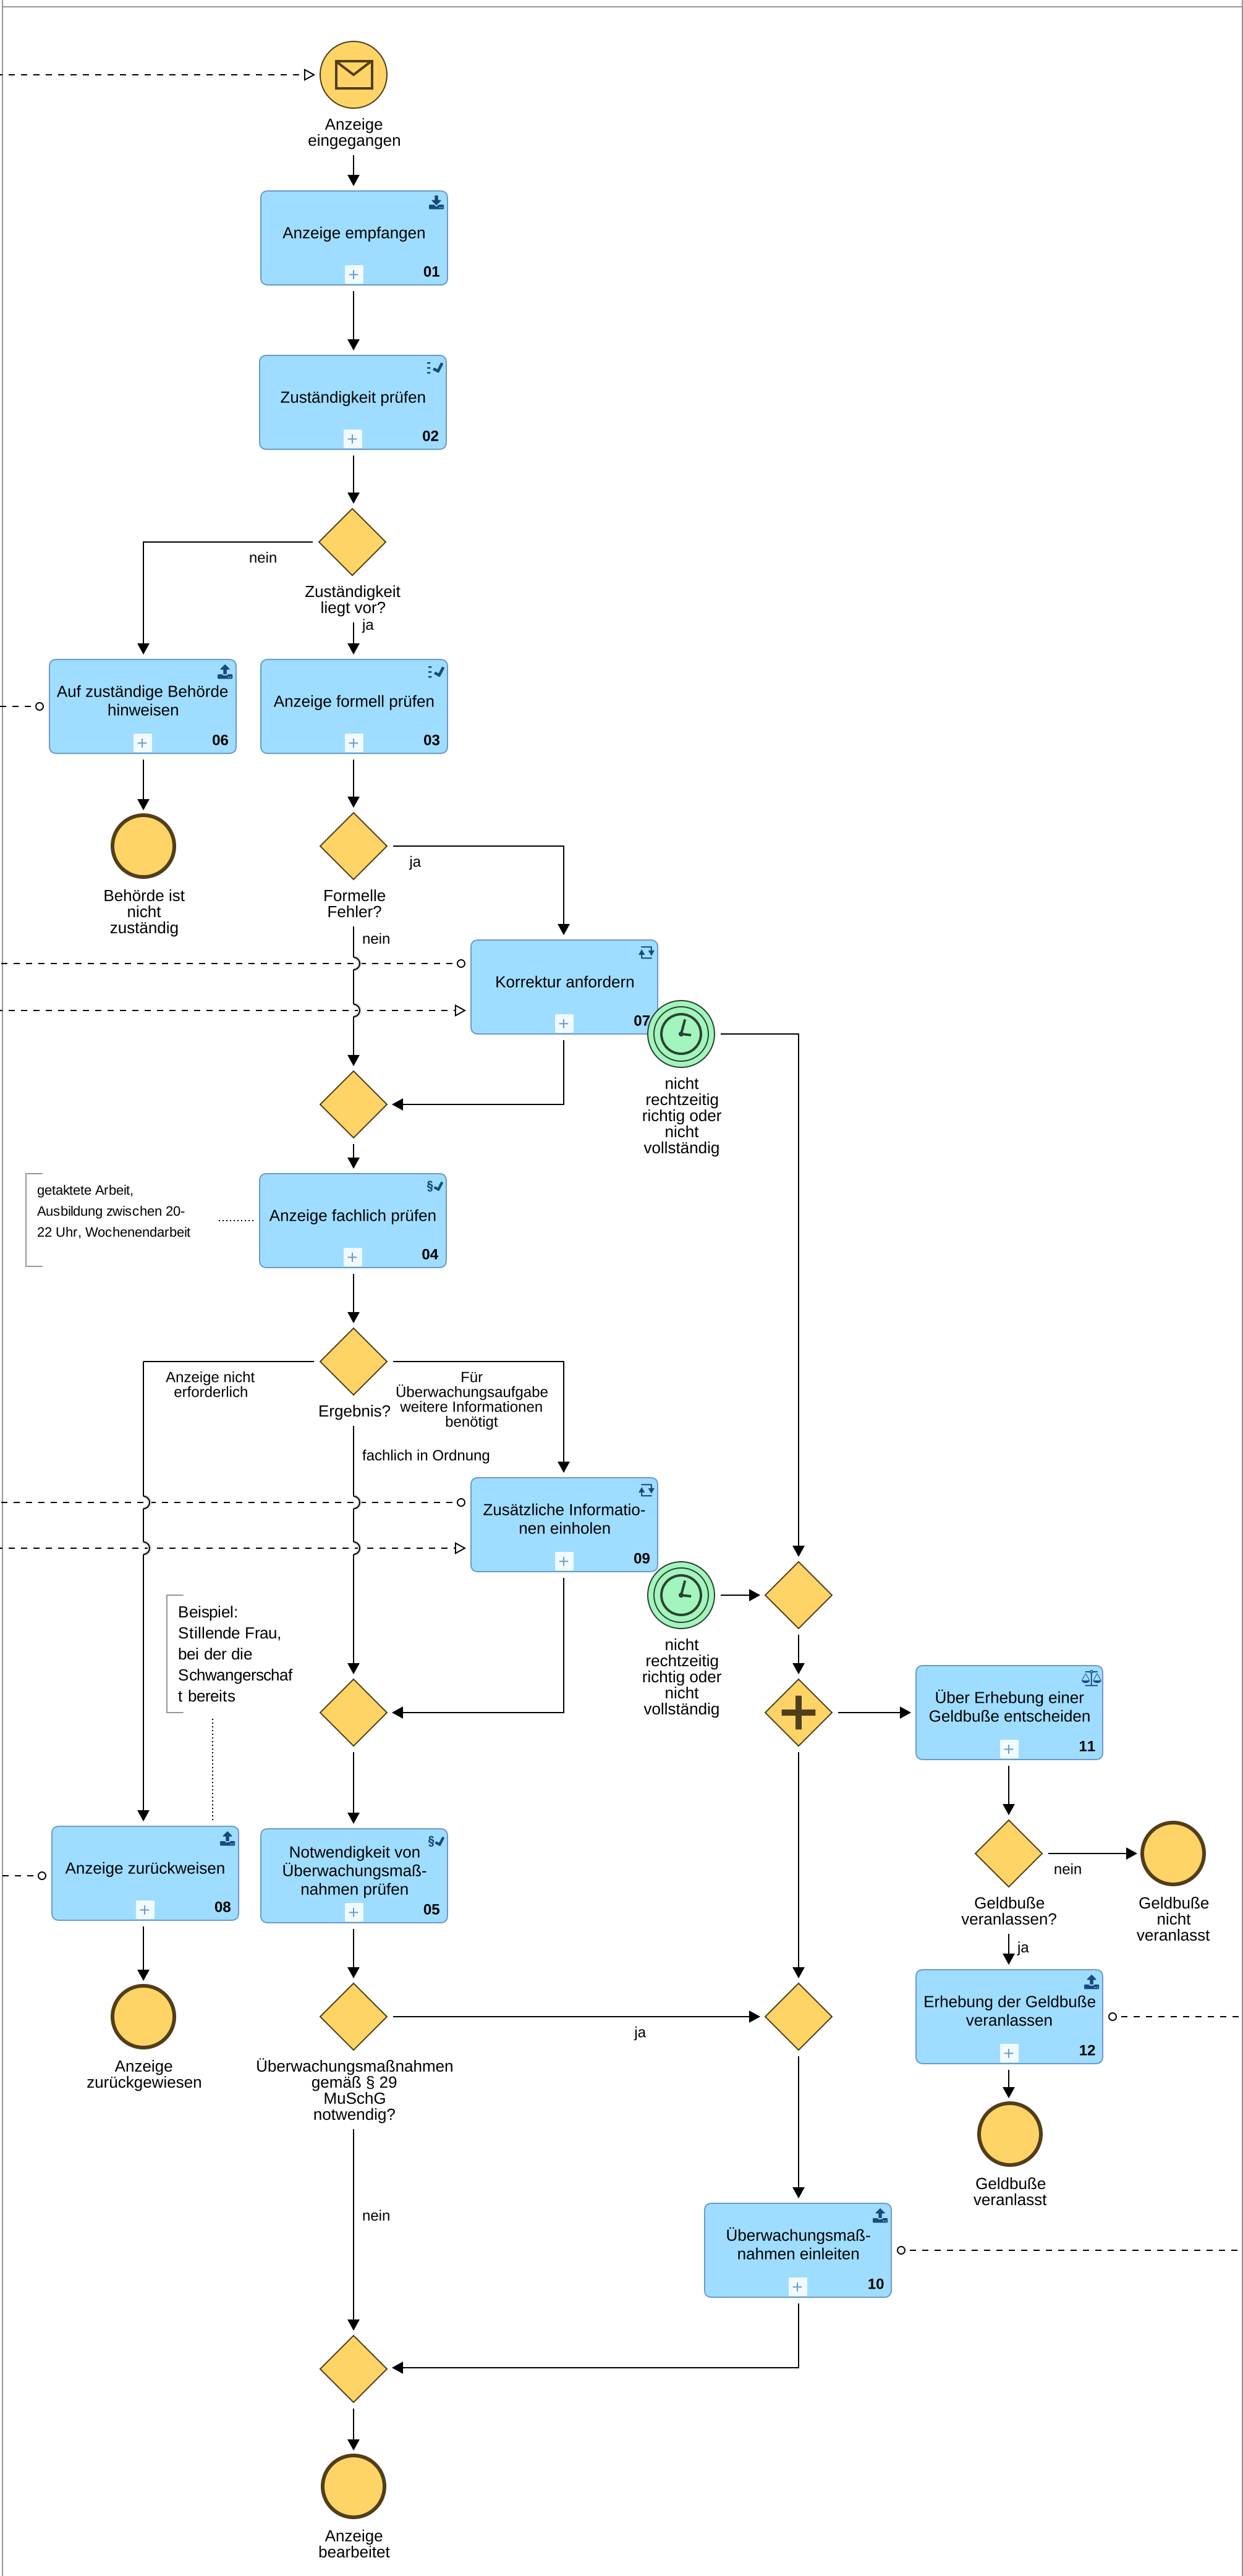 Anzeige
eingegangen
Anzeige empfangen
01
Zuständigkeit prüfen
02
nein
Zuständigkeit
liegt vor?
ja
Auf zuständige Behörde
hinweisen
06
Anzeige formell prüfen
03
Behörde ist
nicht
zuständig
ja
Formelle
Fehler?
nein
Korrektur anfordern
07
nicht
rechtzeitig
richtig oder
nicht
vollständig
getaktete Arbeit,
Ausbildung zwischen 20-
22 Uhr, Wochenendarbeit
Anzeige fachlich prüfen
04
Anzeige nicht
erforderlich
Ergebnis?
Für
Überwachungsaufgabe
weitere Informationen
benötigt
fachlich in Ordnung
Zusätzliche Informatio-
nen einholen
09
nicht
rechtzeitig
richtig oder
nicht
vollständig
Beispiel:
Stillende Frau,
bei der die
Schwangerschaf
t bereits
Über Erhebung einer
Geldbuße entscheiden
11
Anzeige zurückweisen
08
Notwendigkeit von
Überwachungsmaß-
nahmen prüfen
05
nein
Geldbuße
veranlassen?
Geldbuße
nicht
veranlasst
ja
Erhebung der Geldbuße
veranlassen
12
Anzeige
zurückgewiesen
ja
Überwachungsmaßnahmen
gemäß § 29
MuSchG
notwendig?
Geldbuße
veranlasst
nein
Überwachungsmaß-
nahmen einleiten
10
Anzeige
bearbeitet